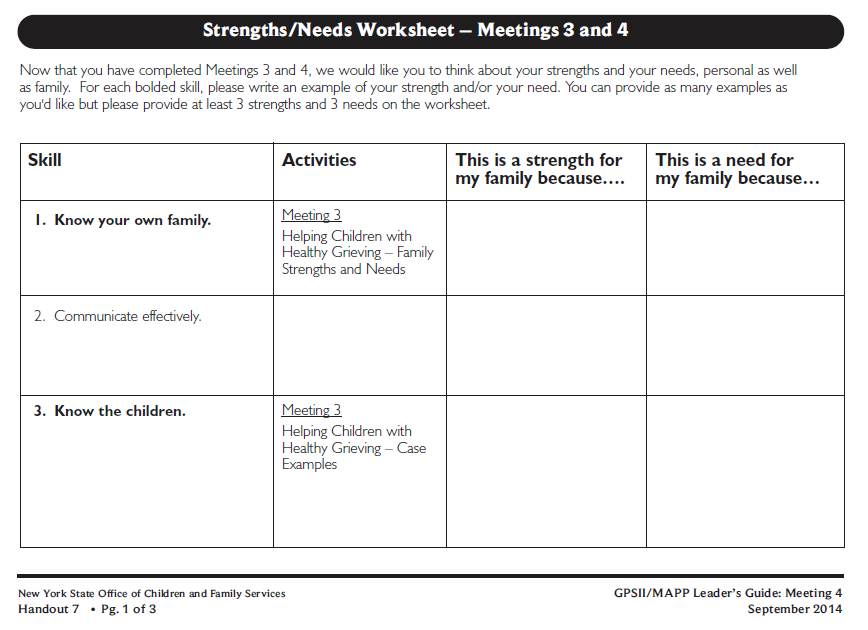 Strengths/Needs Worksheet – Meetings 3 and 4
Now that you have completed Meetings 3 and 4, we would like you to think about your strengths and your needs, personal as well
as family.  For each bolded skill, please write an example of your strength and/or your need. You can provide as many examples as
you'd like but please provide at least 3 strengths and 3 needs on the worksheet.
Skill
Activities
This is a strength for
my family because….
This is a need for
my family because…
1. Know your own family.
Meeting 3
Helping Children with
Healthy Grieving – Family
Strengths and Needs
2. Communicate effectively.
3. Know the children.
Meeting 3
Helping Children with
Healthy Grieving – Case
Examples
New York State Office of Children and Family Services
Handout 7 • Pg. 1 of 3
GPSII/MAPP Leader's Guide: Meeting 4
September 2014